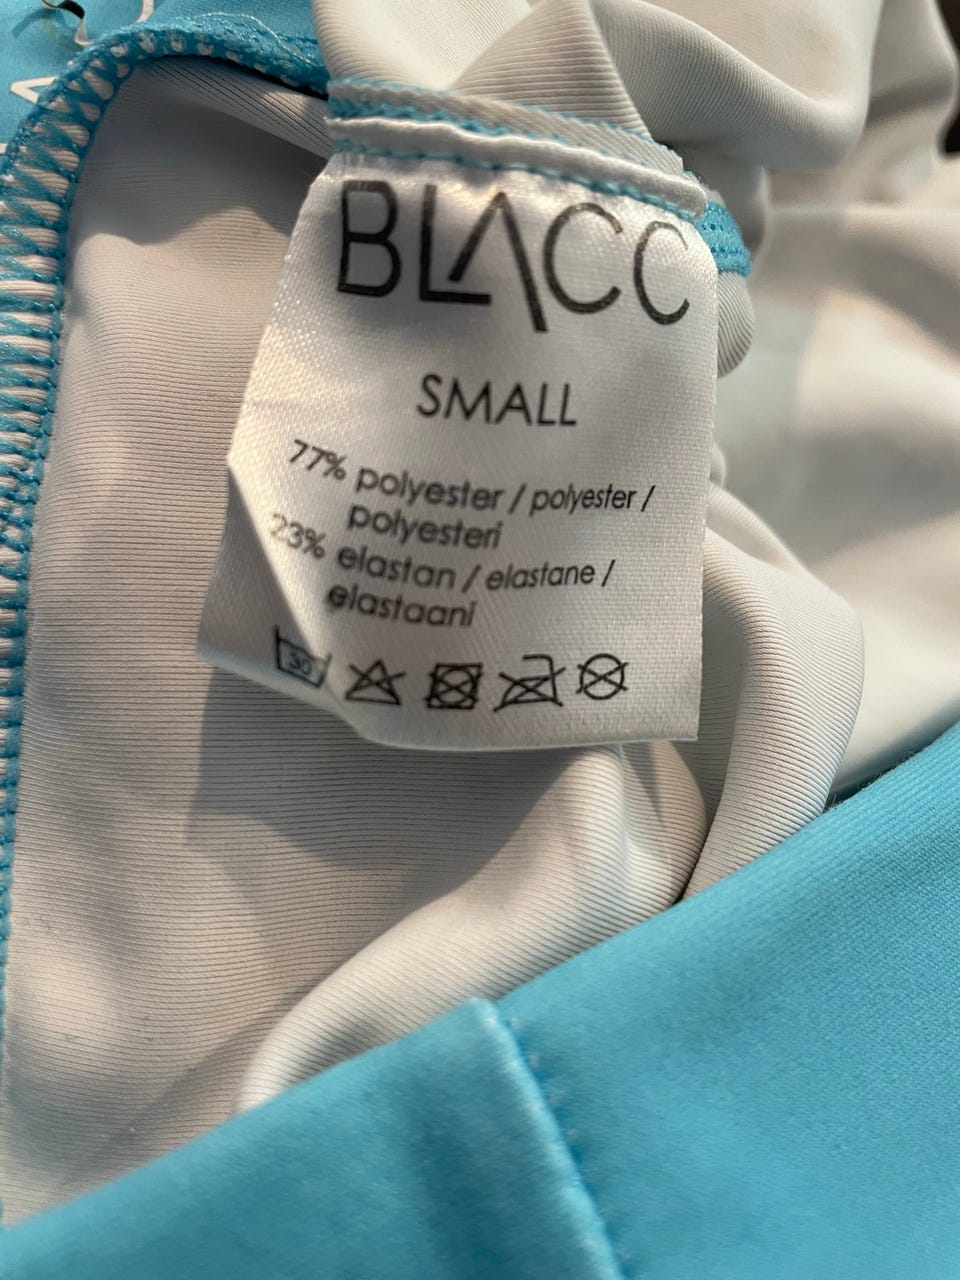 BLACC
SMALL
77% polyester / polyester /
polyesteri
23% elastan / elastane /
elastaani
30